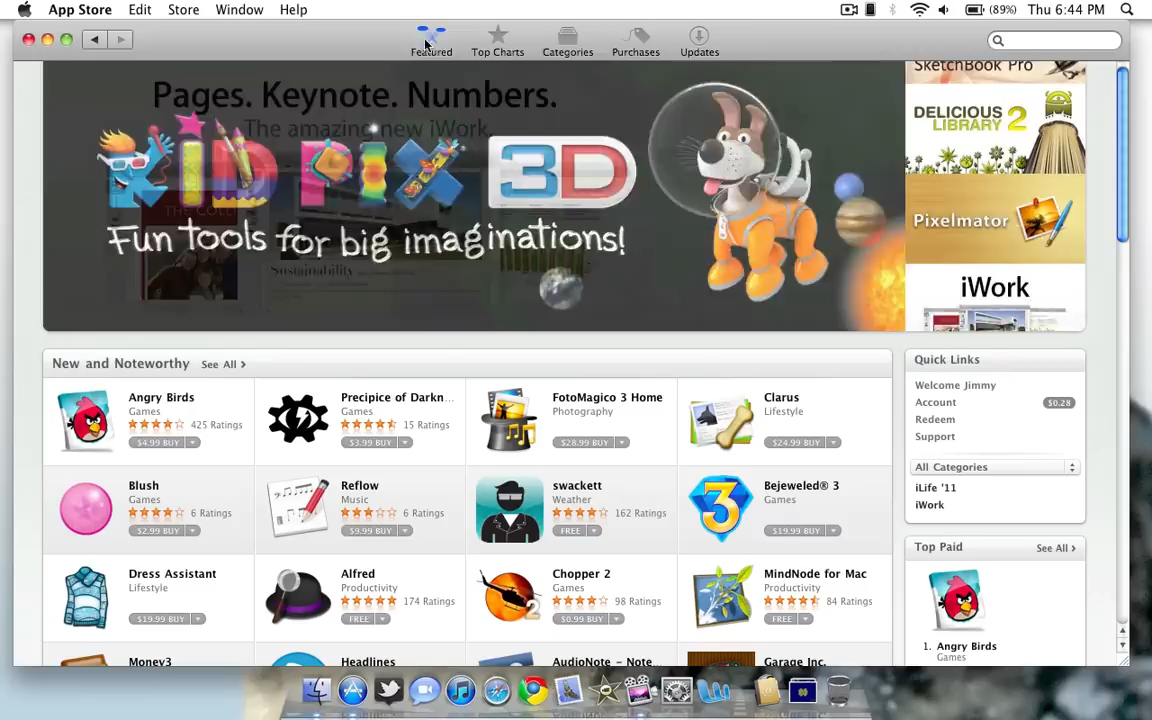 App Store Edit Store Window Help (89%) Thu 6:44 PM
Featured Top Charts Categories Purchases Updates
Pages. Keynote. Numbers.
The amazing new iWork.
KID PIX 3D
Fun tools for big imaginations!
Sustainability
SketchBook Pro
DELICIOUS LIBRARY 2
Pixelmator
iWork
New and Noteworthy See All >
Angry Birds
Games
425 Ratings
$4.99 BUY
Precipice of Darkn...
Games
15 Ratings
$3.99 BUY
FotoMagico 3 Home
Photography
$28.99 BUY
Clarus
Lifestyle
$24.99 BUY
Blush
Games
6 Ratings
$2.99 BUY
Reflow
Music
6 Ratings
$9.99 BUY
swackett
Weather
162 Ratings
FREE
Bejeweled® 3
Games
$19.99 BUY
Dress Assistant
Lifestyle
$19.99 BUY
Alfred
Productivity
174 Ratings
FREE
Chopper 2
Games
98 Ratings
$0.99 BUY
MindNode for Mac
Productivity
84 Ratings
FREE
Money3
Headlines
AudioNote - Note...
Garage Inc.
Quick Links
Welcome Jimmy
Account $0.28
Redeem
Support
All Categories
iLife '11
iWork
Top Paid See All >
1. Angry Birds
Games